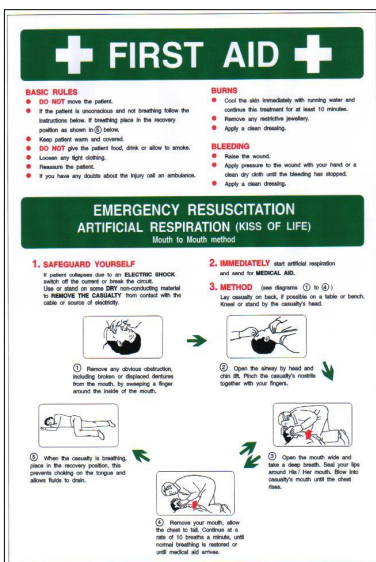 FIRST AID
BASIC RULES
DO NOT move the patient.
If the patient is unconscious and not breathing follow the
instructions below. If breathing place in the recovery
position as shown in ⑤ below.
Keep patient warm and covered.
DO NOT give the patient food, drink or allow to smoke.
Loosen any tight clothing.
Reassure the patient.
If you have any doubts about the injury call an ambulance.
BURNS
Cool the skin immediately with running water and
continue this treatment for at least 10 minutes.
Remove any restrictive jewellery.
Apply a clean dressing.
BLEEDING
Raise the wound.
Apply pressure to the wound with your hand or a
clean dry cloth until the bleeding has stopped.
Apply a clean dressing.
EMERGENCY RESUSCITATION
ARTIFICIAL RESPIRATION (KISS OF LIFE)
Mouth to Mouth method
1. SAFEGUARD YOURSELF
If patient collapses due to an ELECTRIC SHOCK
switch off the current or break the circuit.
Use or stand on some DRY non-conducting material
to REMOVE THE CASUALTY from contact with the
cable or source of electricity.
2. IMMEDIATELY start artificial respiration
and send for MEDICAL AID.
3. METHOD (see diagrams ① to ④)
Lay casualty on back, if possible on a table or bench.
Kneel or stand by the casualty's head.
① Remove any obvious obstruction,
including broken or displaced dentures
from the mouth, by sweeping a finger
around the inside of the mouth.
② Open the airway by head and
chin lift. Pinch the casualty's nostrils
together with your fingers.
③ Open the mouth wide and
take a deep breath. Seal your lips
around His / Her mouth. Blow into
casualty's mouth until the chest
rises.
④ Remove your mouth, allow
the chest to fall. Continue at a
rate of 10 breaths a minute, until
normal breathing is restored or
until medical aid arrives.
⑤ When the casualty is breathing,
place in the recovery position, this
prevents choking on the tongue and
allows fluids to drain.